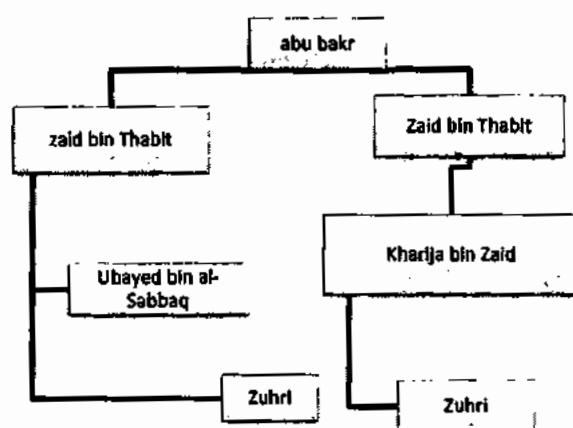 abu bakr
zaid bin Thabit
Zaid bin Thabit
Kharija bin Zaid
Ubayed bin al-
Sabbaq
Zuhri
Zuhri